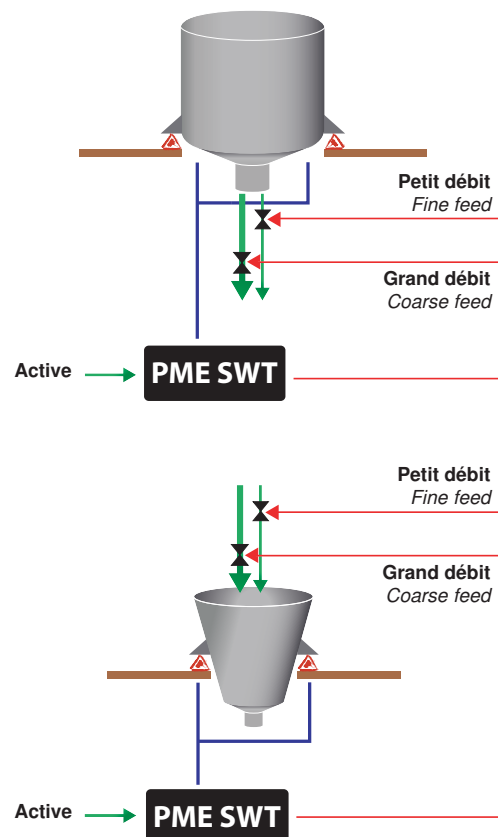 Petit débit
Fine feed
Grand débit
Coarse feed
Active
PME SWT
Petit débit
Fine feed
Grand débit
Coarse feed
Active
PME SWT